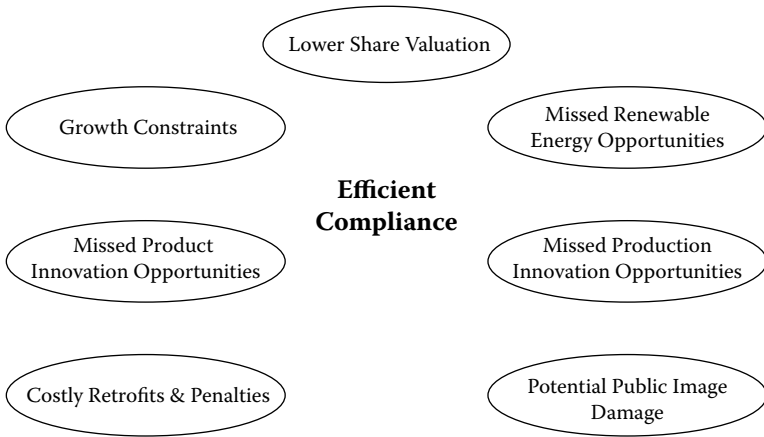 Lower Share Valuation
Growth Constraints
Missed Renewable
Energy Opportunities
Efficient
Compliance
Missed Product
Innovation Opportunities
Missed Production
Innovation Opportunities
Costly Retrofits & Penalties
Potential Public Image
Damage